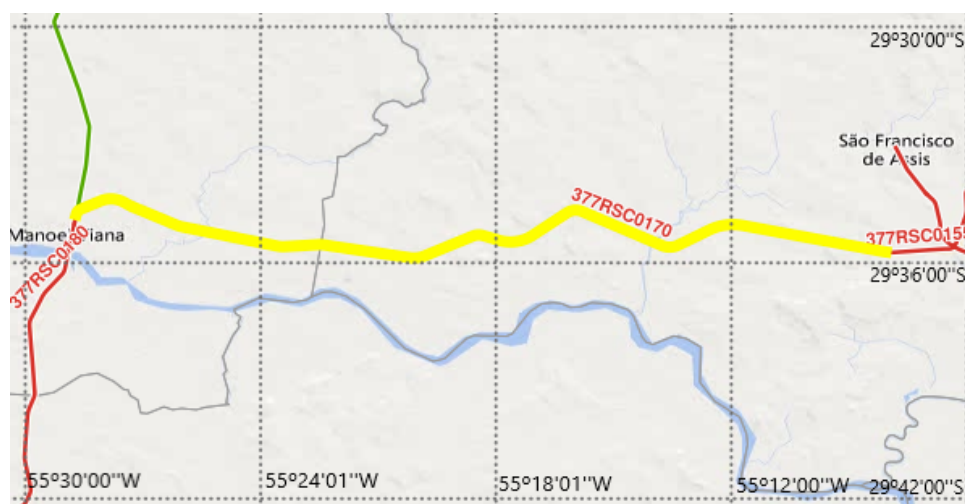 29º30'00''S
São Francisco
de Assis
377RSC0170
Manoel Viana
377RSC0180
377RSC0155
29º36'00''S
55º30'00''W
55º24'01''W
55º18'01''W
55º12'00''W
29º42'00''S